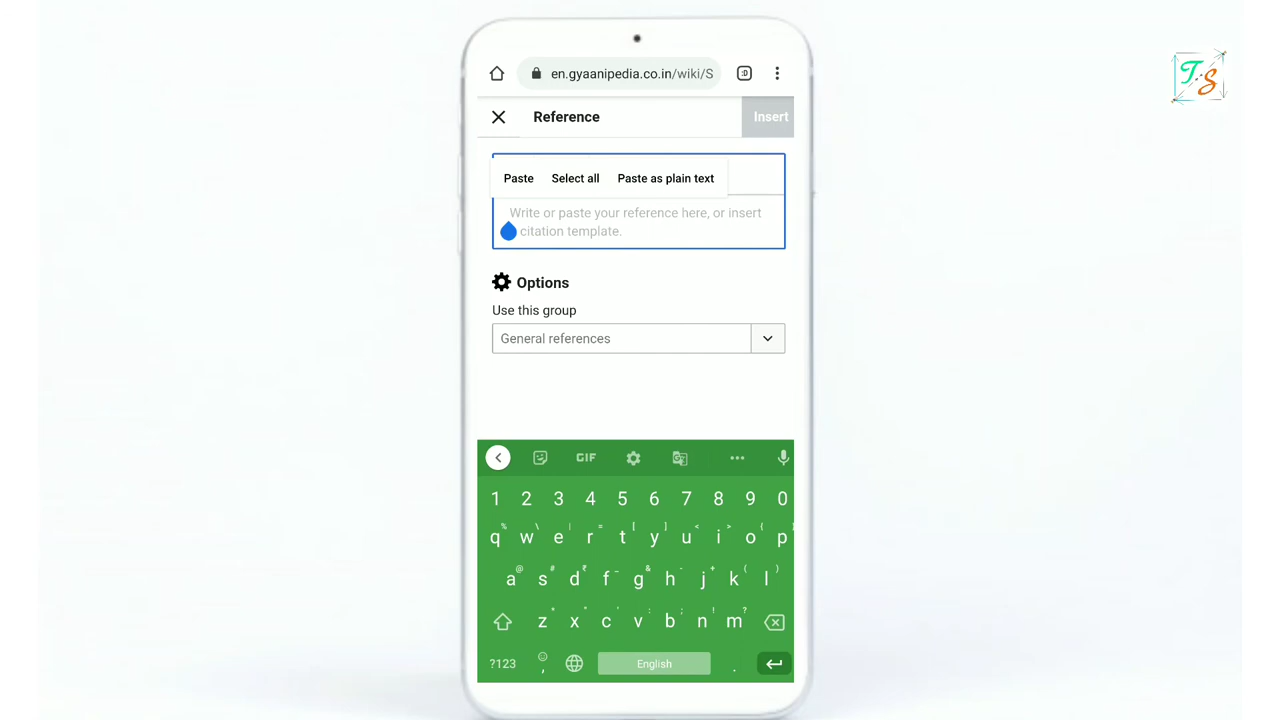 T.S
en.gyaanipedia.co.in/wiki/S
:D
Reference
Insert
Paste Select all Paste as plain text
Write or paste your reference here, or insert
citation template.
Options
Use this group
General references
GIF
1 2 3 4 5 6 7 8 9 0
q w e r t y u i o p
a s d f g h j k l
z x c v b n m
?123 , English .